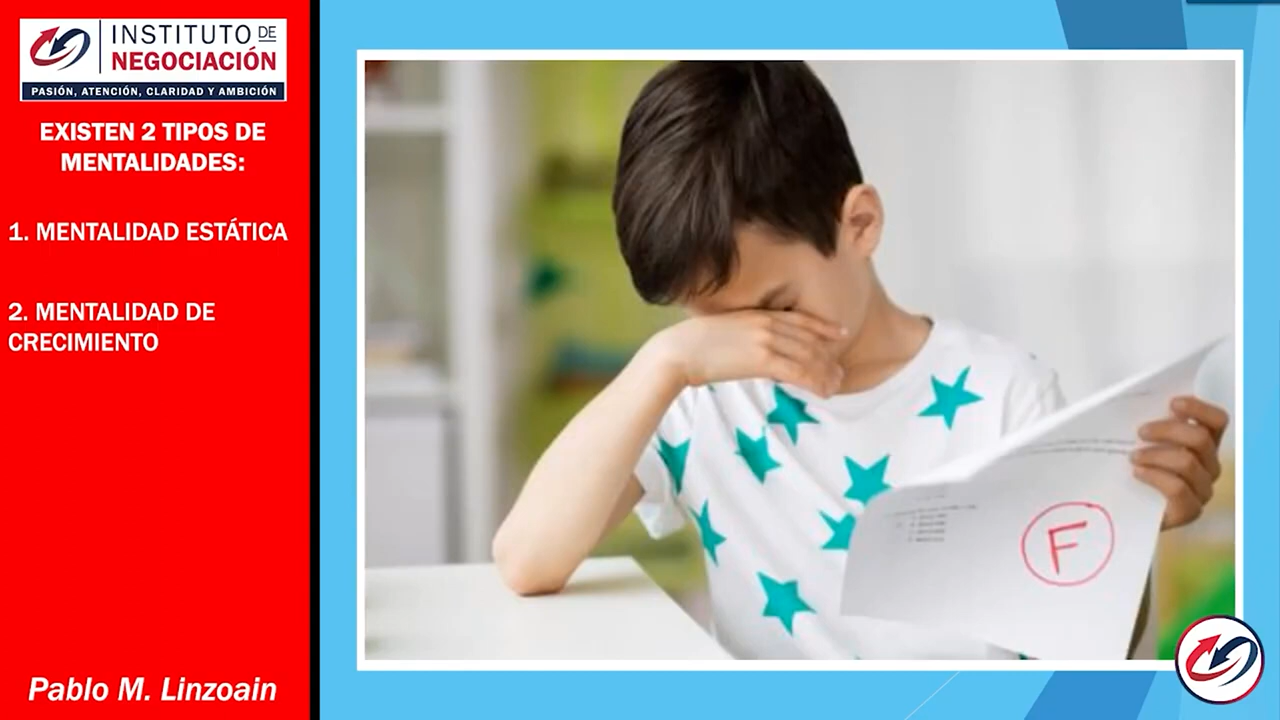 INSTITUTO DE
NEGOCIACIÓN
PASIÓN, ATENCIÓN, CLARIDAD Y AMBICIÓN
EXISTEN 2 TIPOS DE
MENTALIDADES:
1. MENTALIDAD ESTÁTICA
2. MENTALIDAD DE
CRECIMIENTO
F
Pablo M. Linzoain